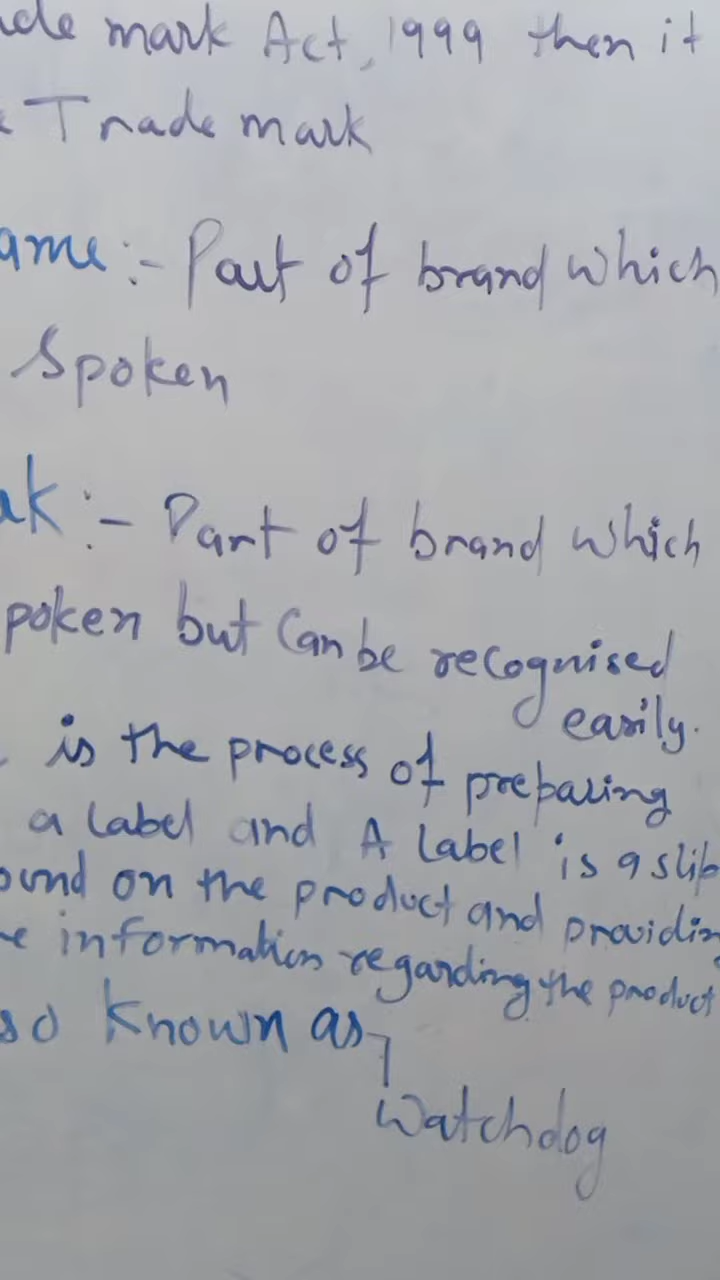 ade mark Act, 1999 then it
Trade mark
ame :- Part of brand which
Spoken
ak :- Part of brand which
poken but Can be recognised
easily.
is the process of preparing
a label and A label is a slip
ound on the product and providin
e information regarding the product
so known as
Watchdog